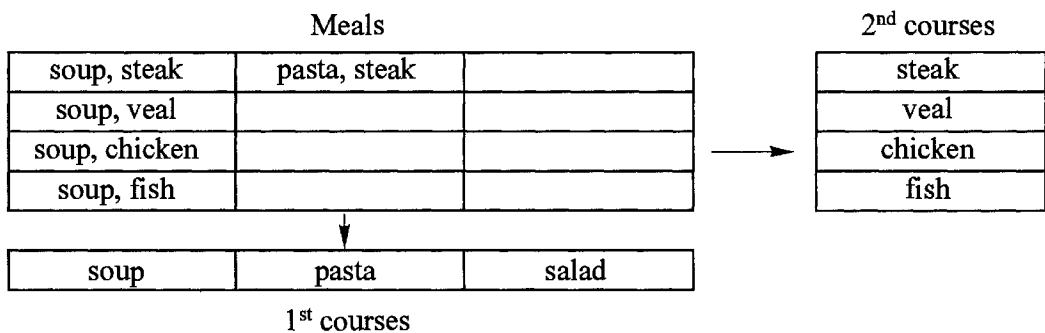 Meals
2nd courses
soup, steak pasta, steak
steak
soup, veal
veal
soup, chicken
chicken
soup, fish
fish
soup pasta salad
1st courses